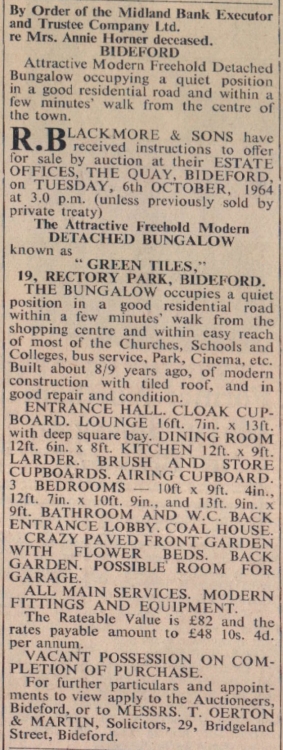 By Order of the Midland Bank Executor
and Trustee Company Ltd.
re Mrs. Annie Horner deceased.
BIDEFORD
Attractive Modern Freehold Detached
Bungalow occupying a quiet position
in a good residential road and within a
few minutes' walk from the centre of
the town.
R. BLACKMORE & SONS have
received instructions to offer
for sale by auction at their ESTATE
OFFICES, THE QUAY, BIDEFORD,
on TUESDAY, 6th OCTOBER, 1964
at 3.0 p.m. (unless previously sold by
private treaty)
The Attractive Freehold Modern
DETACHED BUNGALOW
known as
" GREEN TILES,"
19, RECTORY PARK, BIDEFORD.
THE BUNGALOW occupies a quiet
position in a good residential road
within a few minutes' walk from the
shopping centre and within easy reach
of most of the Churches, Schools and
Colleges, bus service, Park, Cinema, etc.
Built about 8/9 years ago, of modern
construction with tiled roof, and in
good repair and condition.
ENTRANCE HALL. CLOAK CUP-
BOARD. LOUNGE 16ft. 7in. x 13ft.
with deep square bay. DINING ROOM
12ft. 6in. x 8ft. KITCHEN 12ft. x 9ft.
LARDER. BRUSH AND STORE
CUPBOARDS. AIRING CUPBOARD.
3 BEDROOMS — 10ft x 9ft. 4in.,
12ft. 7in. x 10ft. 9in., and 13ft. 9in. x
9ft. BATHROOM AND W.C. BACK
ENTRANCE LOBBY. COAL HOUSE.
CRAZY PAVED FRONT GARDEN
WITH FLOWER BEDS. BACK
GARDEN. POSSIBLE ROOM FOR
GARAGE.
ALL MAIN SERVICES. MODERN
FITTINGS AND EQUIPMENT.
The Rateable Value is £82 and the
rates payable amount to £48 10s. 4d.
per annum.
VACANT POSSESSION ON COM-
PLETION OF PURCHASE.
For further particulars and appoint-
ments to view apply to the Auctioneers,
Bideford, or to MESSRS. T. OERTON
& MARTIN, Solicitors, 29, Bridgeland
Street, Bideford.